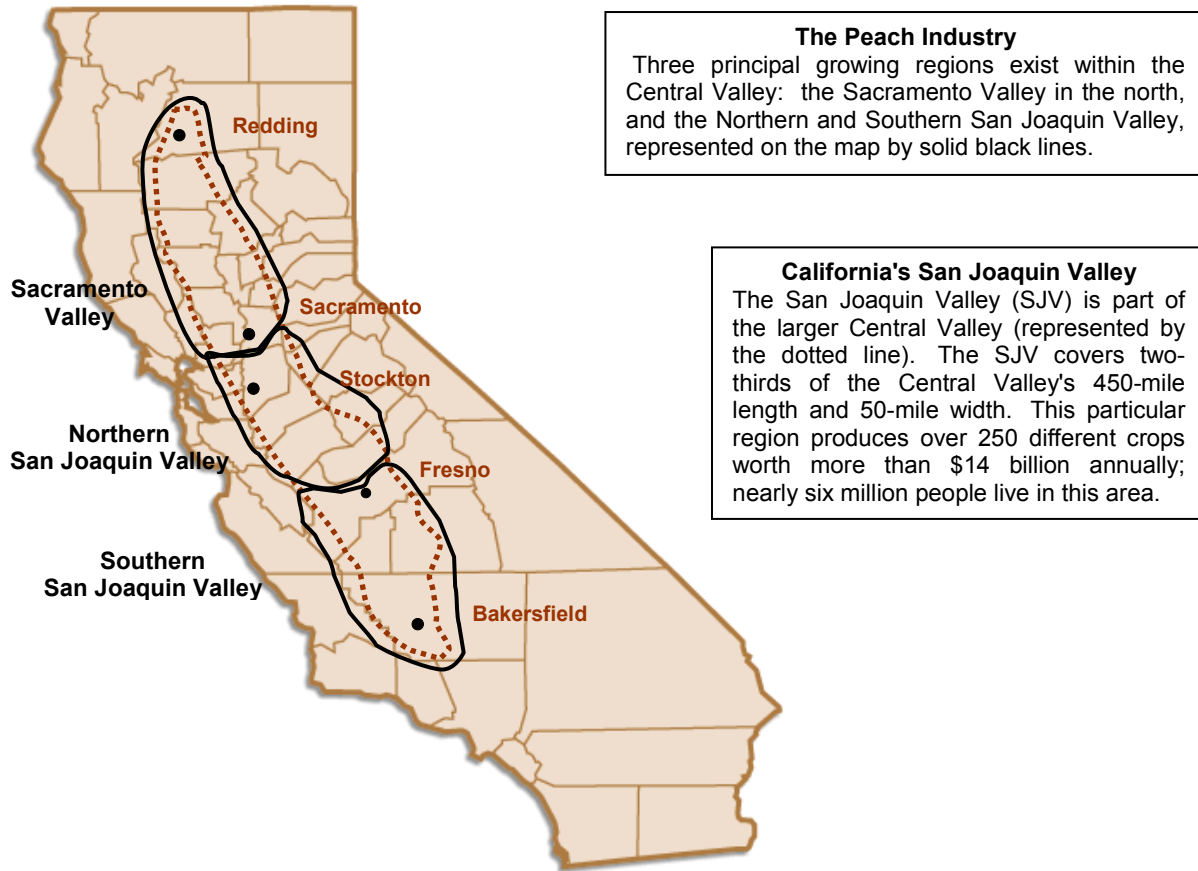 The Peach Industry
Three principal growing regions exist within the
Central Valley: the Sacramento Valley in the north,
and the Northern and Southern San Joaquin Valley,
represented on the map by solid black lines.
California's San Joaquin Valley
The San Joaquin Valley (SJV) is part of
the larger Central Valley (represented by
the dotted line). The SJV covers two-
thirds of the Central Valley's 450-mile
length and 50-mile width. This particular
region produces over 250 different crops
worth more than $14 billion annually;
nearly six million people live in this area.
Redding
Sacramento
Valley
Sacramento
Stockton
Northern
San Joaquin Valley
Fresno
Southern
San Joaquin Valley
Bakersfield